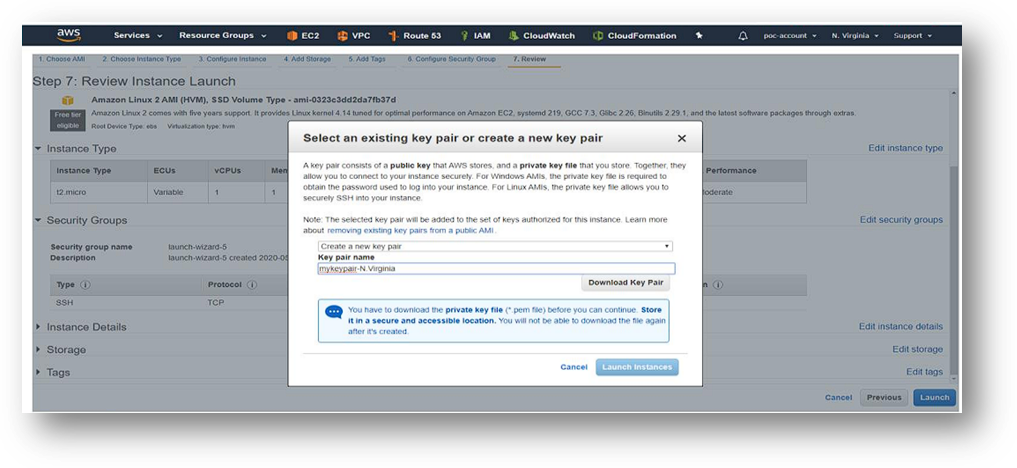 aws Services Resource Groups EC2 VPC Route 53 IAM CloudWatch CloudFormation poc-account N. Virginia Support
1. Choose AMI 2. Choose Instance Type 3. Configure Instance 4. Add Storage 5. Add Tags 6. Configure Security Group 7. Review
Step 7: Review Instance Launch
Amazon Linux 2 AMI (HVM), SSD Volume Type - ami-0323c3dd2da7fb37d
Free tier eligible
Amazon Linux 2 comes with five years support. It provides Linux kernel 4.14 tuned for optimal performance on Amazon EC2, systemd 219, GCC 7.3, Glibc 2.26, Binutils 2.29.1, and the latest software packages through extras.
Root Device Type: ebs Virtualization type: hvm
Instance Type Edit instance type
Instance Type ECUs vCPUs Mem Performance
t2.micro Variable 1 1 Moderate
Security Groups Edit security groups
Security group name launch-wizard-5
Description launch-wizard-5 created 2020-05
Type Protocol
SSH TCP
Instance Details Edit instance details
Storage Edit storage
Tags Edit tags
Cancel Previous Launch
Select an existing key pair or create a new key pair
A key pair consists of a public key that AWS stores, and a private key file that you store. Together, they
allow you to connect to your instance securely. For Windows AMIs, the private key file is required to
obtain the password used to log into your instance. For Linux AMIs, the private key file allows you to
securely SSH into your instance.
Note: The selected key pair will be added to the set of keys authorized for this instance. Learn more
about removing existing key pairs from a public AMI.
Create a new key pair
Key pair name
mykeypair-N.Virginia
Download Key Pair
You have to download the private key file (*.pem file) before you can continue. Store
it in a secure and accessible location. You will not be able to download the file again
after it's created.
Cancel Launch Instances